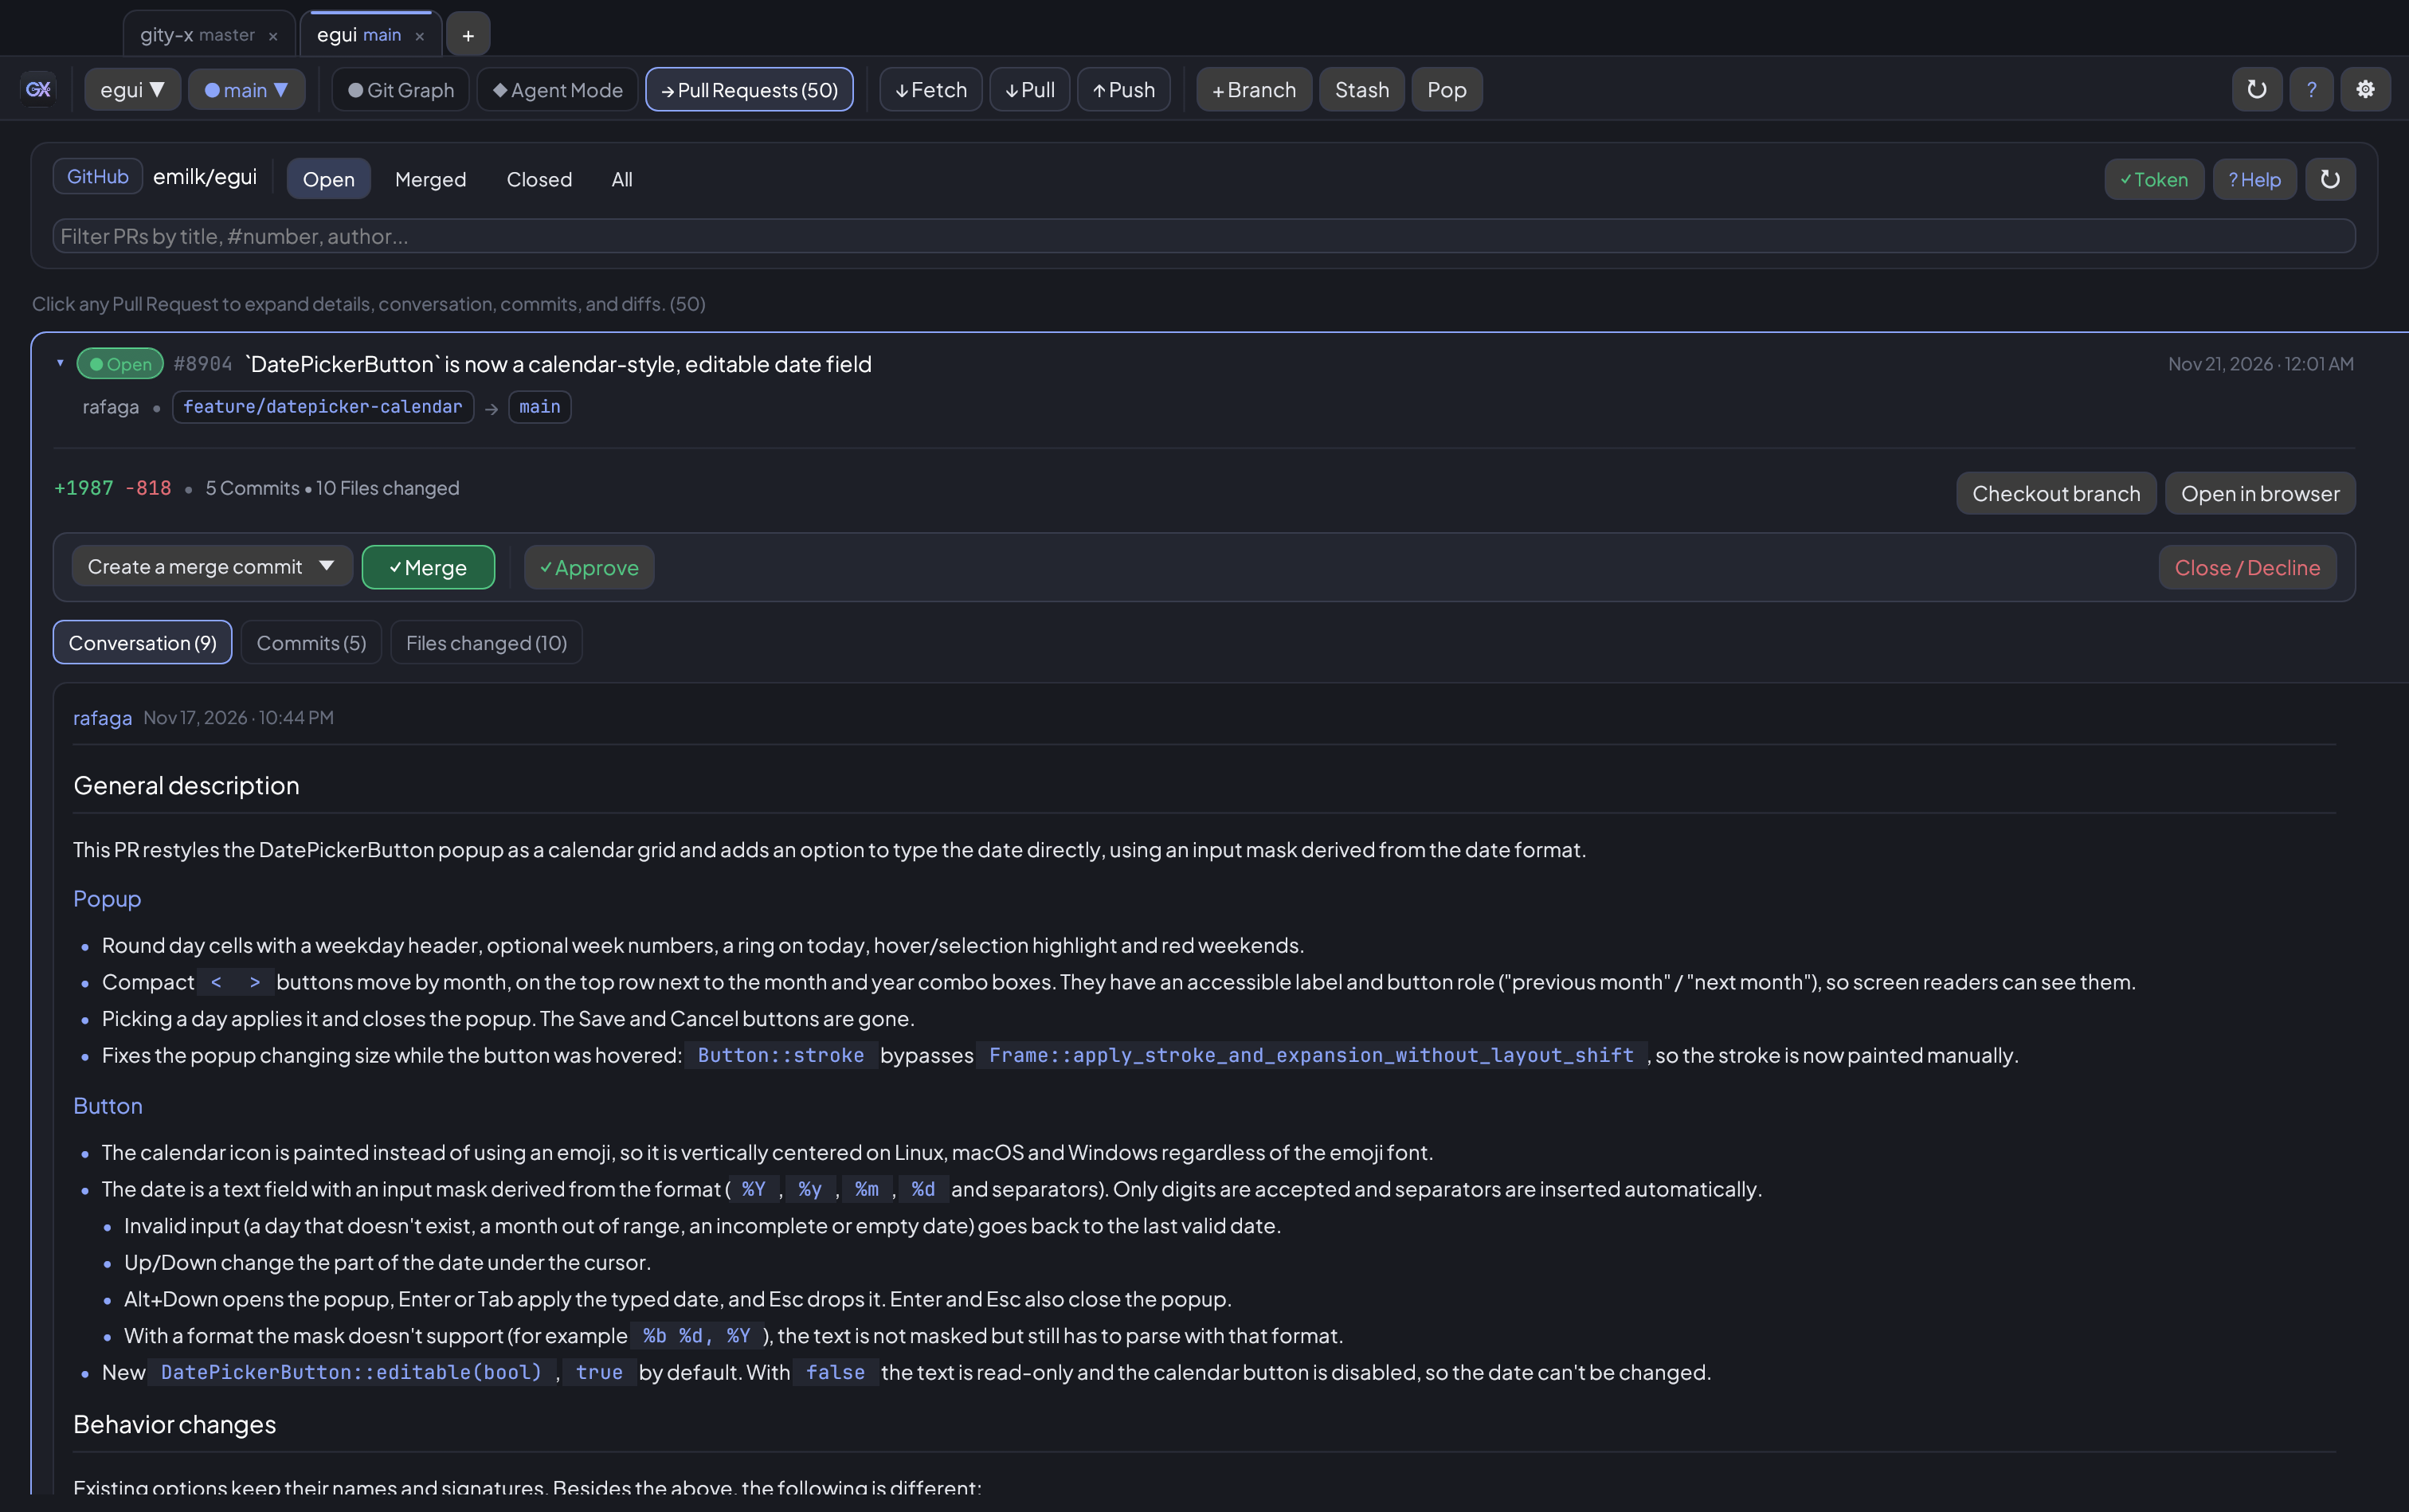 gity-x master ×
egui main ×
+
GX
egui ▼
● main ▼
● Git Graph
◆ Agent Mode
→ Pull Requests (50)
↓ Fetch
↓ Pull
↑ Push
+ Branch
Stash
Pop
↻
?
⚙
GitHub
emilk/egui
Open
Merged
Closed
All
✓ Token
? Help
↻
Filter PRs by title, #number, author...
Click any Pull Request to expand details, conversation, commits, and diffs. (50)
▾ ● Open #8904 `DatePickerButton` is now a calendar-style, editable date field
Nov 21, 2026 · 12:01 AM
rafaga • feature/datepicker-calendar → main
+1987 -818 • 5 Commits • 10 Files changed
Checkout branch
Open in browser
Create a merge commit ▼
✓ Merge
✓ Approve
Close / Decline
Conversation (9)
Commits (5)
Files changed (10)
rafaga Nov 17, 2026 · 10:44 PM
General description
This PR restyles the DatePickerButton popup as a calendar grid and adds an option to type the date directly, using an input mask derived from the date format.
Popup
• Round day cells with a weekday header, optional week numbers, a ring on today, hover/selection highlight and red weekends.
• Compact < > buttons move by month, on the top row next to the month and year combo boxes. They have an accessible label and button role ("previous month" / "next month"), so screen readers can see them.
• Picking a day applies it and closes the popup. The Save and Cancel buttons are gone.
• Fixes the popup changing size while the button was hovered: Button::stroke bypasses Frame::apply_stroke_and_expansion_without_layout_shift , so the stroke is now painted manually.
Button
• The calendar icon is painted instead of using an emoji, so it is vertically centered on Linux, macOS and Windows regardless of the emoji font.
• The date is a text field with an input mask derived from the format ( %Y , %y , %m , %d and separators). Only digits are accepted and separators are inserted automatically.
• Invalid input (a day that doesn't exist, a month out of range, an incomplete or empty date) goes back to the last valid date.
• Up/Down change the part of the date under the cursor.
• Alt+Down opens the popup, Enter or Tab apply the typed date, and Esc drops it. Enter and Esc also close the popup.
• With a format the mask doesn't support (for example %b %d, %Y ), the text is not masked but still has to parse with that format.
• New DatePickerButton::editable(bool) , true by default. With false the text is read-only and the calendar button is disabled, so the date can't be changed.
Behavior changes
Existing options keep their names and signatures. Besides the above, the following is different: